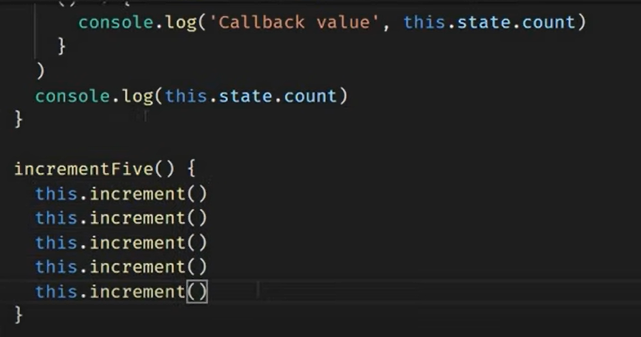 console.log('Callback value', this.state.count)
}
)
console.log(this.state.count)
}
incrementFive() {
this.increment()
this.increment()
this.increment()
this.increment()
this.increment()
}